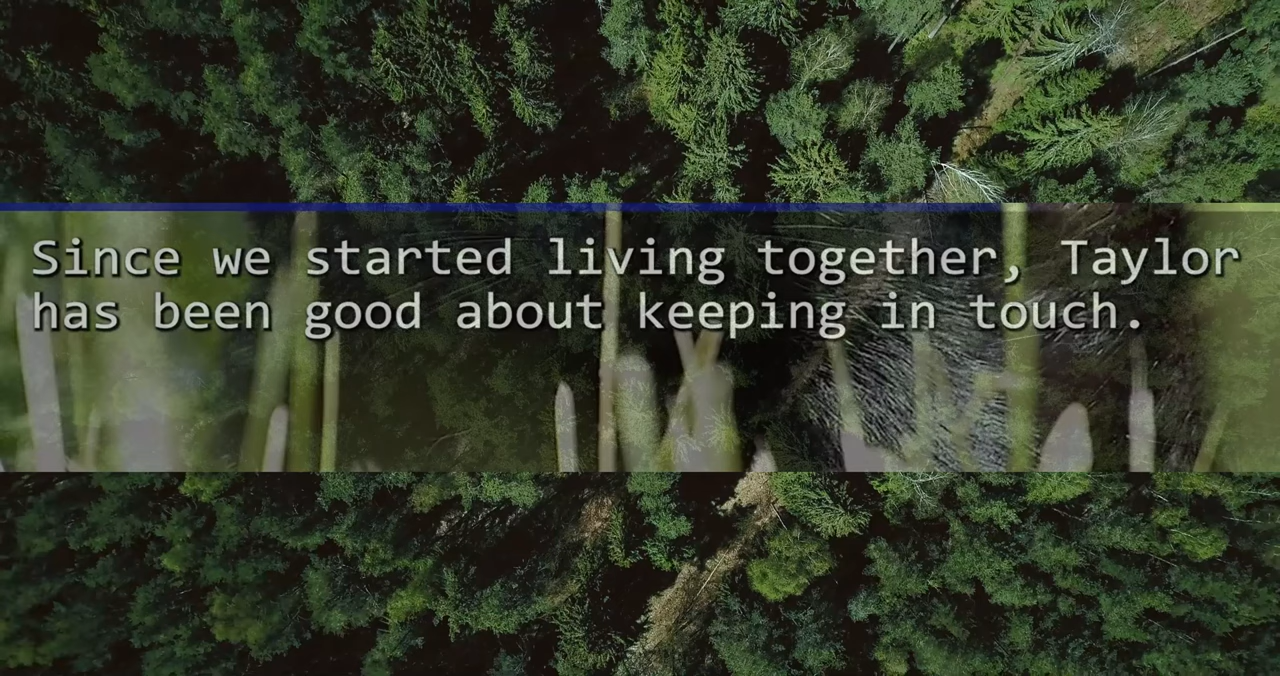 Since we started living together, Taylor
has been good about keeping in touch.